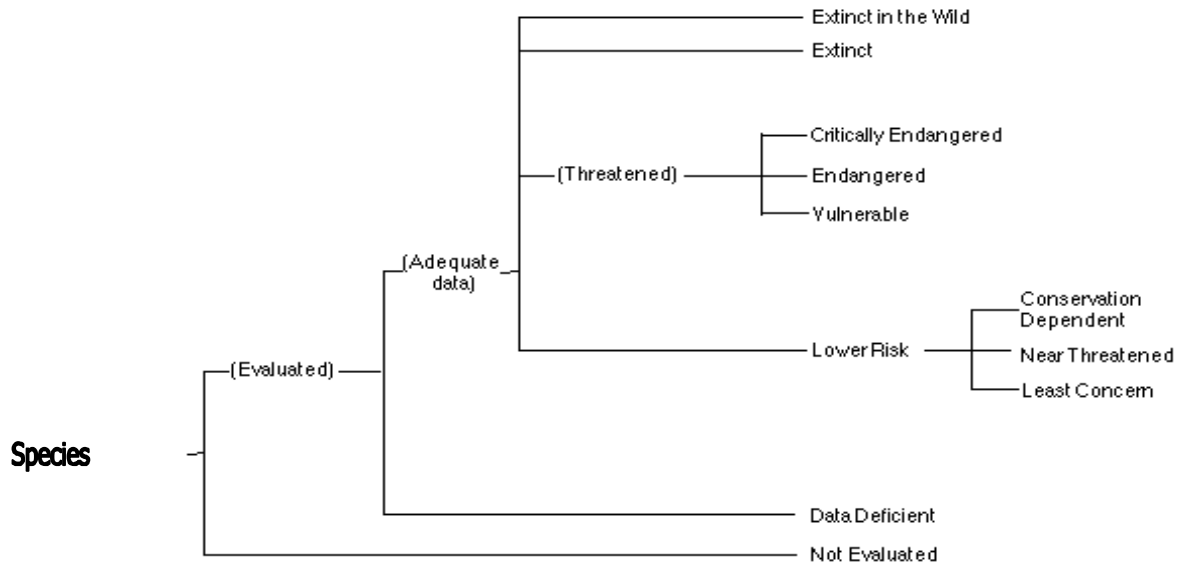 Extinct in the Wild
Extinct
Critically Endangered
(Threatened)
Endangered
Vulnerable
(Adequate
data)
Conservation
Dependent
Lower Risk
Near Threatened
(Evaluated)
Least Concern
Species
Data Deficient
Not Evaluated